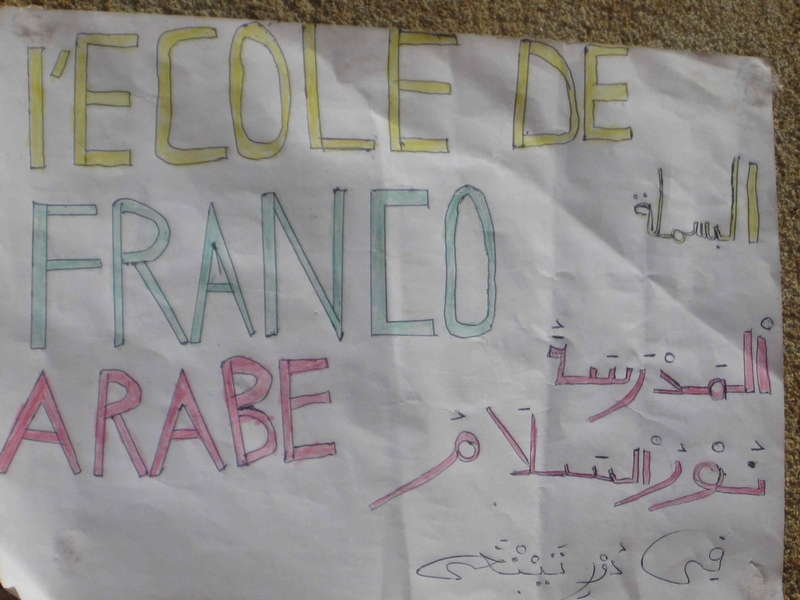 l'ECOLE DE
FRANCO
ARABE
البسملة
المدرسة
نور السلام
في